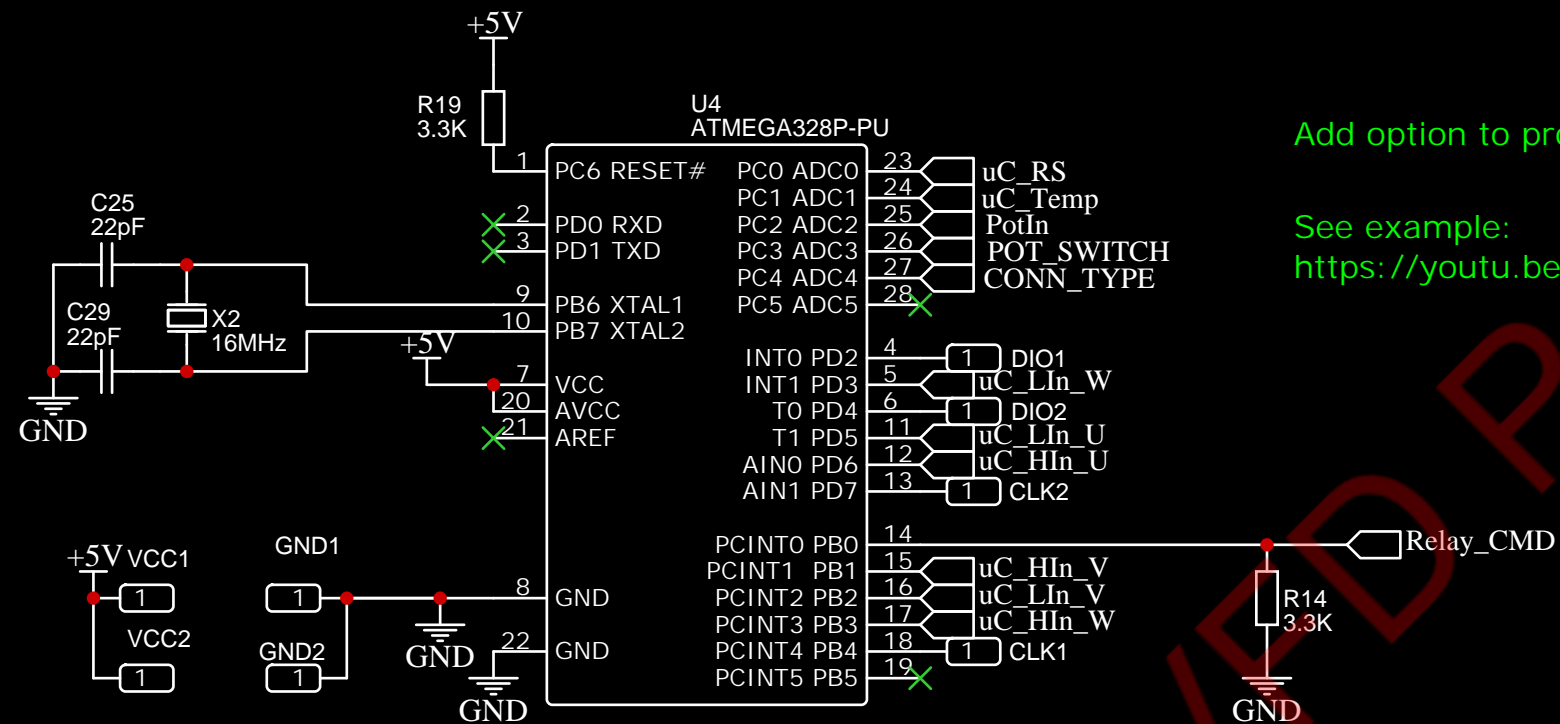 +5V
R19
3.3K
U4
ATMEGA328P-PU
1
PC6 RESET#
2
PD0 RXD
3
PD1 TXD
9
PB6 XTAL1
10
PB7 XTAL2
7
VCC
20
AVCC
21
AREF
8
GND
22
GND
PC0 ADC0
23
uC_RS
PC1 ADC1
24
uC_Temp
PC2 ADC2
25
PotIn
PC3 ADC3
26
POT_SWITCH
PC4 ADC4
27
CONN_TYPE
PC5 ADC5
28
INT0 PD2
4
1
DIO1
INT1 PD3
5
uC_LIn_W
T0 PD4
6
1
DIO2
T1 PD5
11
uC_LIn_U
AIN0 PD6
12
uC_HIn_U
AIN1 PD7
13
1
CLK2
PCINT0 PB0
14
Relay_CMD
PCINT1 PB1
15
uC_HIn_V
PCINT2 PB2
16
uC_LIn_V
PCINT3 PB3
17
uC_HIn_W
PCINT4 PB4
18
1
CLK1
PCINT5 PB5
19
C25
22pF
C29
22pF
X2
16MHz
GND
+5V
+5V
VCC1
1
VCC2
1
GND1
1
GND2
1
GND
GND
R14
3.3K
GND
Add option to
See example:
https://youtu.be